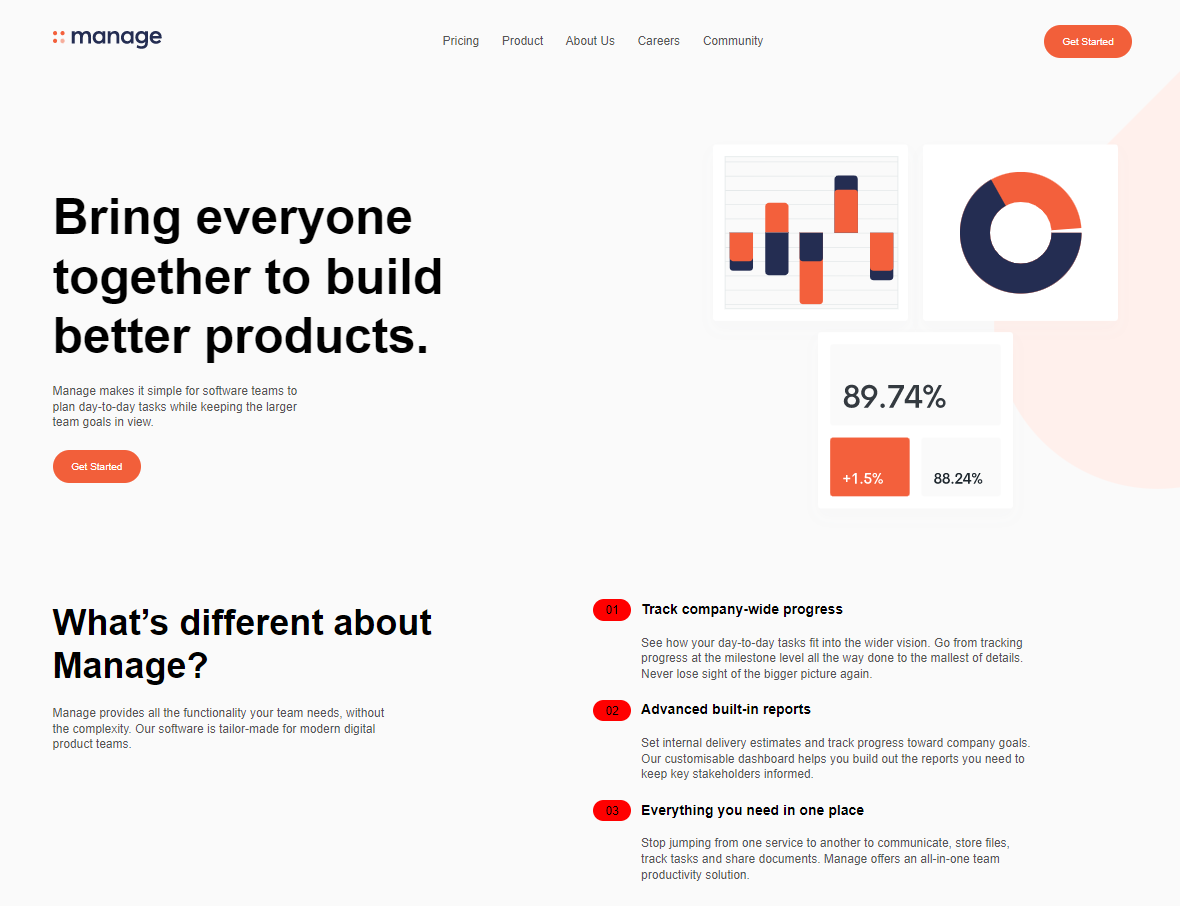 manage
Pricing Product About Us Careers Community
Get Started
Bring everyone
together to build
better products.
Manage makes it simple for software teams to
plan day-to-day tasks while keeping the larger
team goals in view.
Get Started
89.74%
+1.5% 88.24%
What’s different about
Manage?
Manage provides all the functionality your team needs, without
the complexity. Our software is tailor-made for modern digital
product teams.
01 Track company-wide progress
See how your day-to-day tasks fit into the wider vision. Go from tracking
progress at the milestone level all the way done to the mallest of details.
Never lose sight of the bigger picture again.
02 Advanced built-in reports
Set internal delivery estimates and track progress toward company goals.
Our customisable dashboard helps you build out the reports you need to
keep key stakeholders informed.
03 Everything you need in one place
Stop jumping from one service to another to communicate, store files,
track tasks and share documents. Manage offers an all-in-one team
productivity solution.